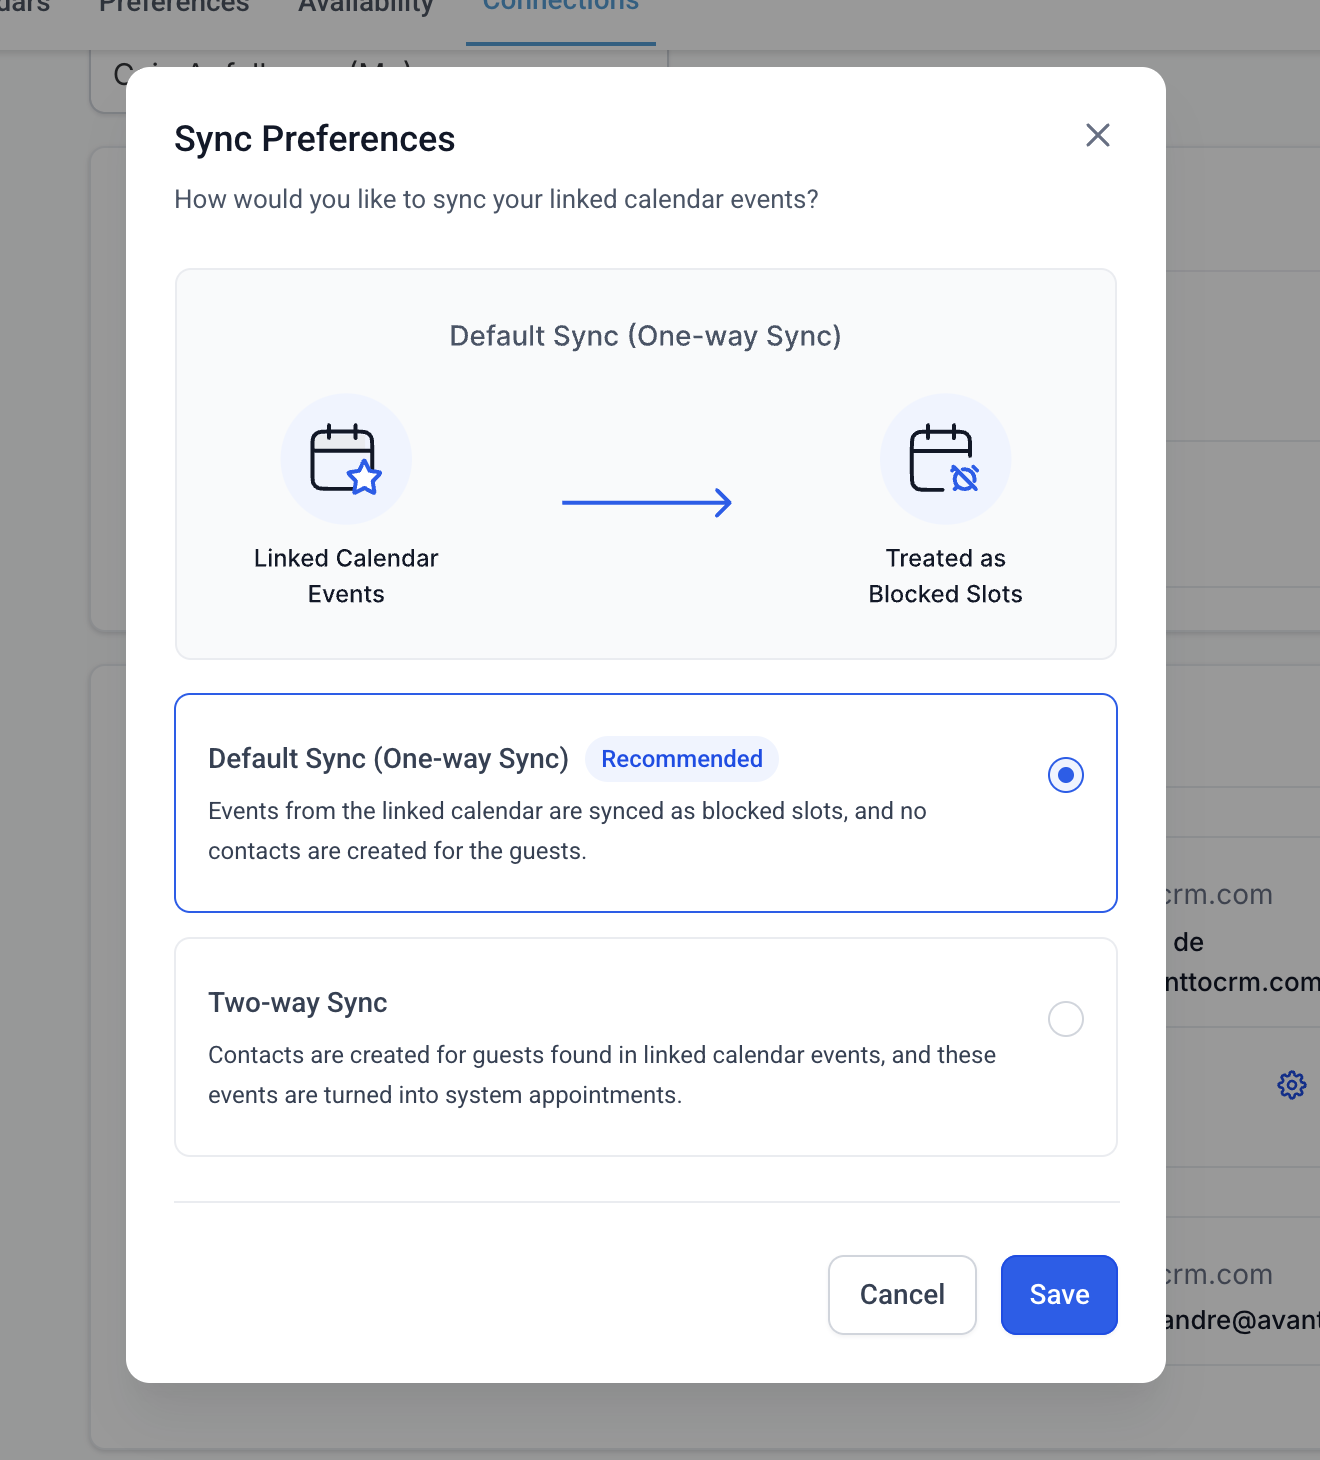 Preferences Availability Connections
Sync Preferences
How would you like to sync your linked calendar events?
Default Sync (One-way Sync)
Linked Calendar
Events
Treated as
Blocked Slots
Default Sync (One-way Sync) Recommended
Events from the linked calendar are synced as blocked slots, and no
contacts are created for the guests.
crm.com
de
nttocrm.com
Two-way Sync
Contacts are created for guests found in linked calendar events, and these
events are turned into system appointments.
crm.com
andre@avant
Cancel Save